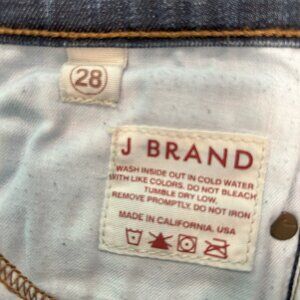 28
J BRAND
WASH INSIDE OUT IN COLD WATER
WITH LIKE COLORS. DO NOT BLEACH
TUMBLE DRY LOW.
REMOVE PROMPTLY. DO NOT IRON
MADE IN CALIFORNIA. USA